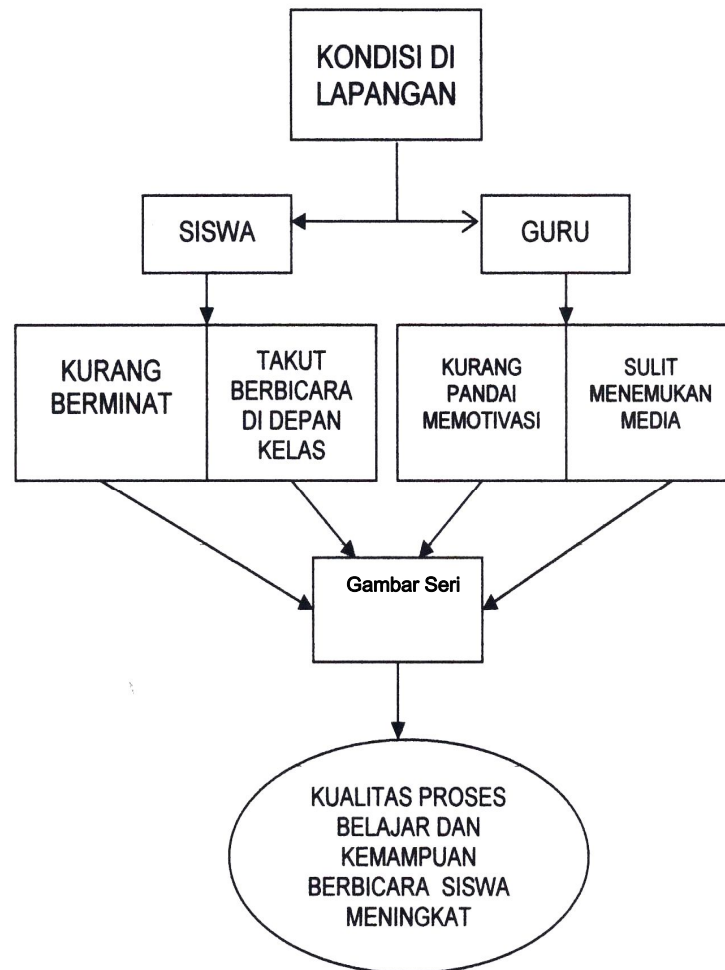 KONDISI DI
LAPANGAN
SISWA
GURU
KURANG
BERMINAT
TAKUT
BERBICARA
DI DEPAN
KELAS
KURANG
PANDAI
MEMOTIVASI
SULIT
MENEMUKAN
MEDIA
Gambar Seri
KUALITAS PROSES
BELAJAR DAN
KEMAMPUAN
BERBICARA SISWA
MENINGKAT